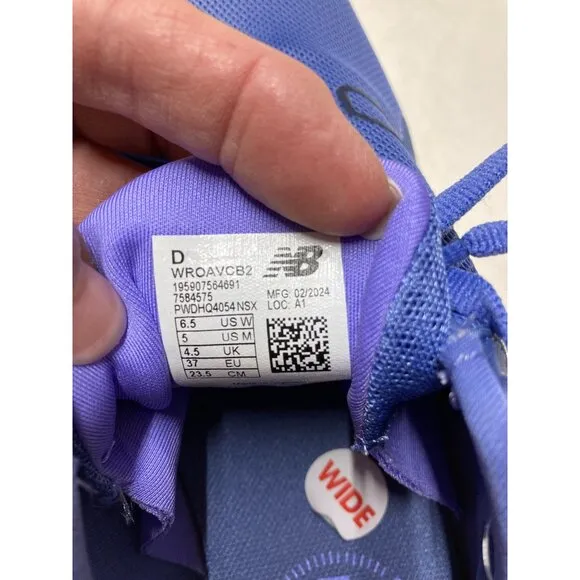 D
WROAVCB2
195907564691
7584575
PWDHQ4054 NSX
MFG: 02/2024
LOC: A1
6.5 US W
5 US M
4.5 UK
37 EU
23.5 CM
NB
WIDE